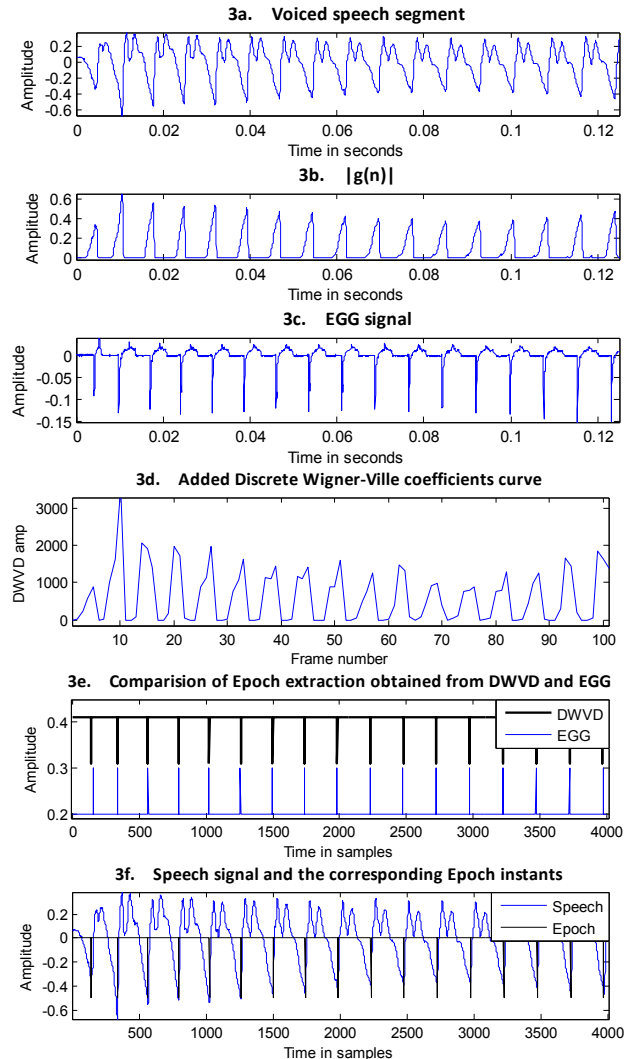 3a. Voiced speech segment
0.2
0
-0.2
-0.4
-0.6
Amplitude
0 0.02 0.04 0.06 0.08 0.1 0.12
Time in seconds
3b. |g(n)|
0.6
0.4
0.2
0
Amplitude
0 0.02 0.04 0.06 0.08 0.1 0.12
Time in seconds
3c. EGG signal
0
-0.05
-0.1
-0.15
Amplitude
0 0.02 0.04 0.06 0.08 0.1 0.12
Time in seconds
3d. Added Discrete Wigner-Ville coefficients curve
3000
2000
1000
0
DWVD amp
10 20 30 40 50 60 70 80 90 100
Frame number
3e. Comparision of Epoch extraction obtained from DWVD and EGG
0.4
0.3
0.2
Amplitude
DWVD
EGG
0 500 1000 1500 2000 2500 3000 3500 4000
Time in samples
3f. Speech signal and the corresponding Epoch instants
0.2
0
-0.2
-0.4
-0.6
Amplitude
Speech
Epoch
500 1000 1500 2000 2500 3000 3500 4000
Time in samples